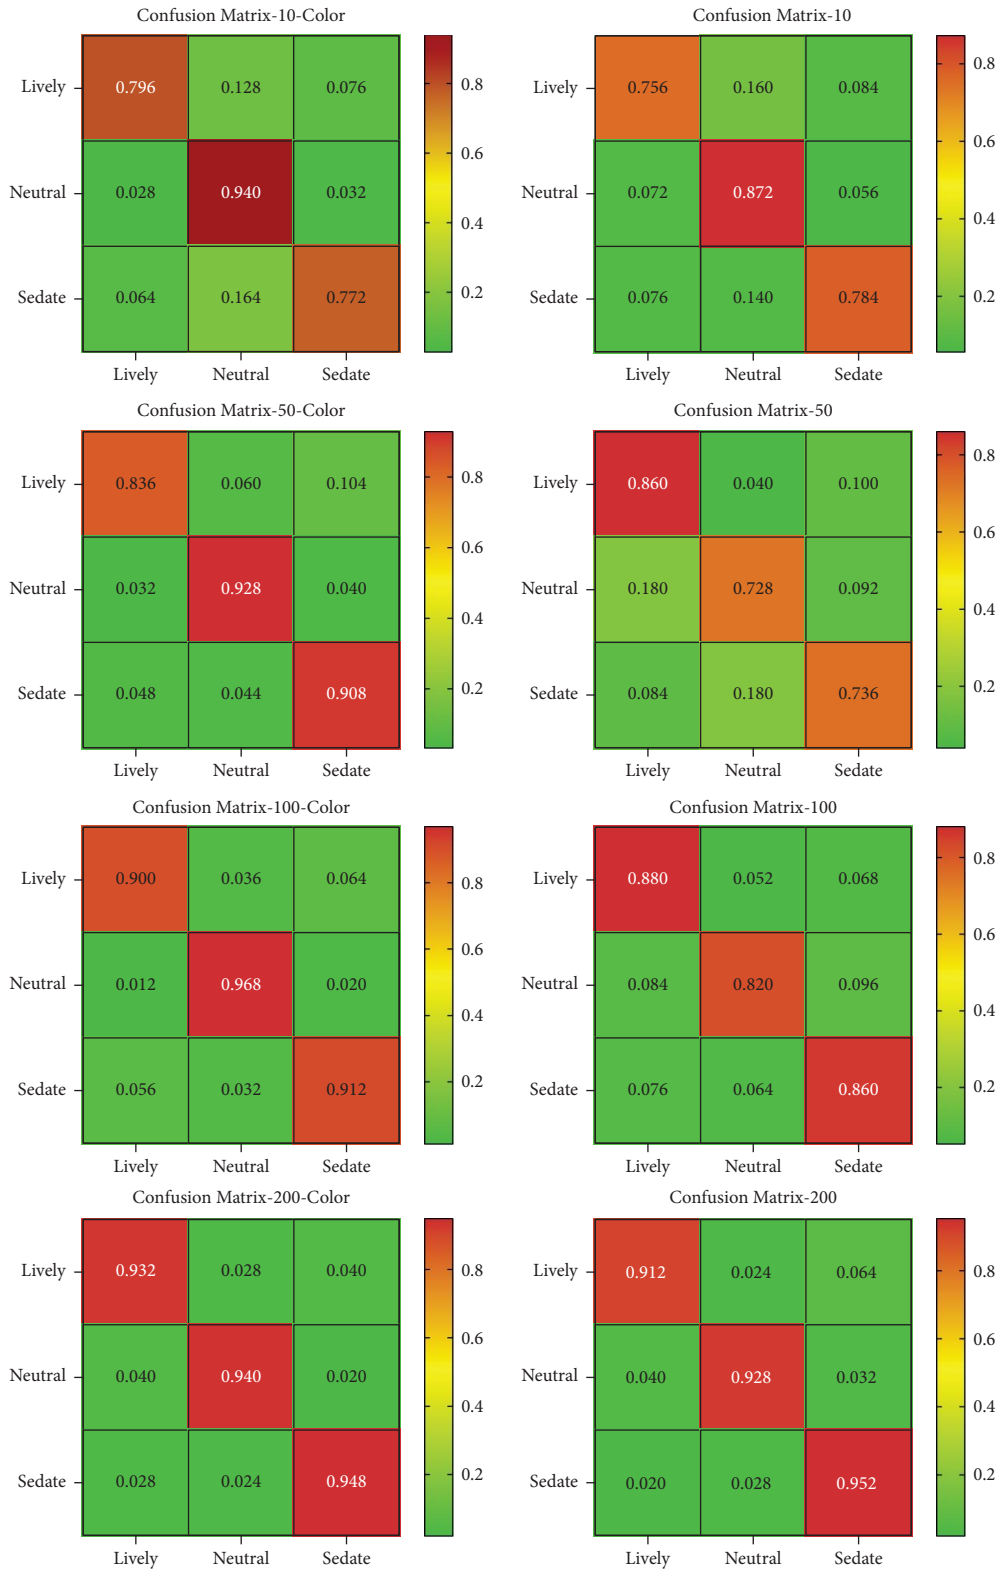 Confusion Matrix-10-Color
Lively 0.796 0.128 0.076
Neutral 0.028 0.940 0.032
Sedate 0.064 0.164 0.772
Lively Neutral Sedate
0.8
0.6
0.4
0.2
Confusion Matrix-10
Lively 0.756 0.160 0.084
Neutral 0.072 0.872 0.056
Sedate 0.076 0.140 0.784
Lively Neutral Sedate
0.8
0.6
0.4
0.2
Confusion Matrix-50-Color
Lively 0.836 0.060 0.104
Neutral 0.032 0.928 0.040
Sedate 0.048 0.044 0.908
Lively Neutral Sedate
0.8
0.6
0.4
0.2
Confusion Matrix-50
Lively 0.860 0.040 0.100
Neutral 0.180 0.728 0.092
Sedate 0.084 0.180 0.736
Lively Neutral Sedate
0.8
0.6
0.4
0.2
Confusion Matrix-100-Color
Lively 0.900 0.036 0.064
Neutral 0.012 0.968 0.020
Sedate 0.056 0.032 0.912
Lively Neutral Sedate
0.8
0.6
0.4
0.2
Confusion Matrix-100
Lively 0.880 0.052 0.068
Neutral 0.084 0.820 0.096
Sedate 0.076 0.064 0.860
Lively Neutral Sedate
0.8
0.6
0.4
0.2
Confusion Matrix-200-Color
Lively 0.932 0.028 0.040
Neutral 0.040 0.940 0.020
Sedate 0.028 0.024 0.948
Lively Neutral Sedate
0.8
0.6
0.4
0.2
Confusion Matrix-200
Lively 0.912 0.024 0.064
Neutral 0.040 0.928 0.032
Sedate 0.020 0.028 0.952
Lively Neutral Sedate
0.8
0.6
0.4
0.2